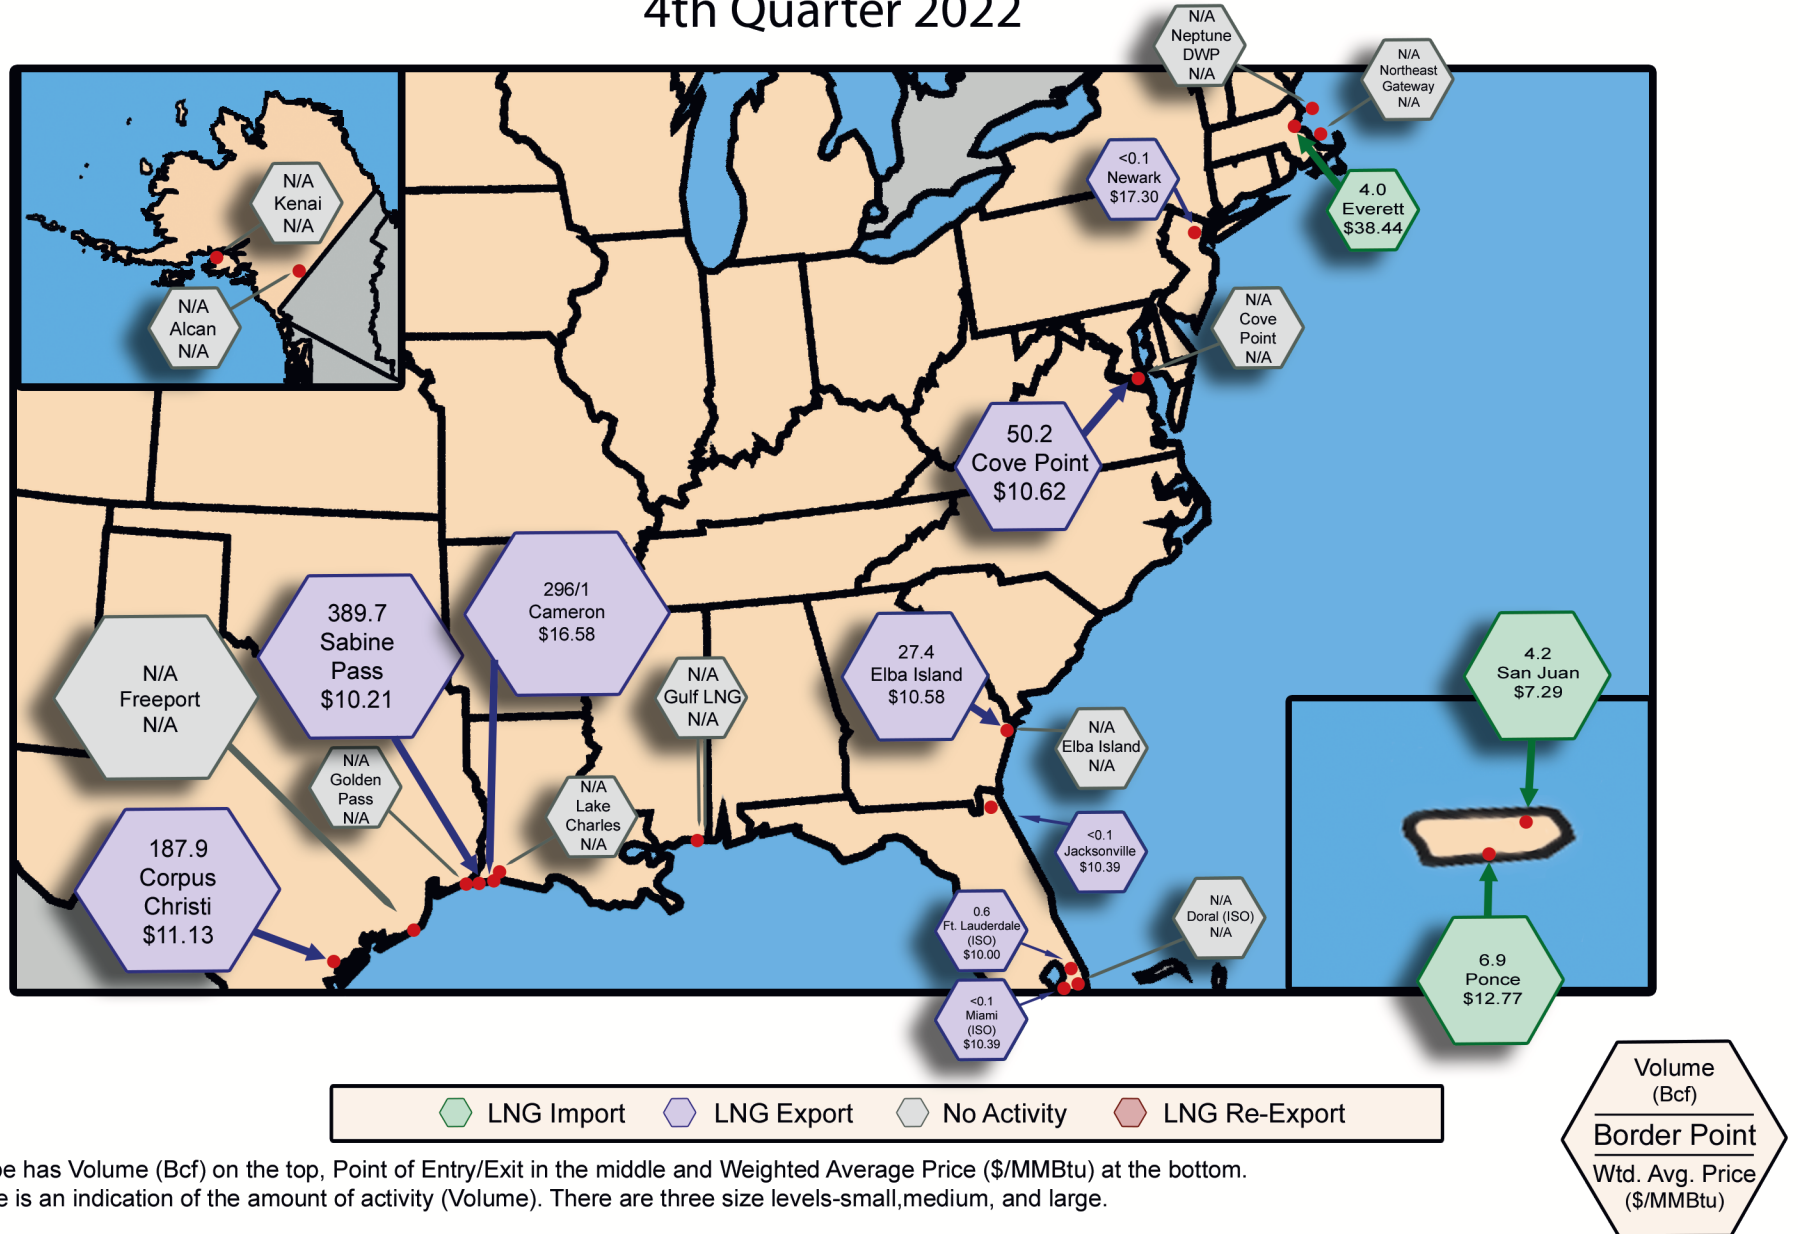 4th Quarter 2022
N/A
Neptune
DWP
N/A
N/A
Northeast
Gateway
N/A
<0.1
Newark
$17.30
4.0
Everett
$38.44
N/A
Kenai
N/A
N/A
Alcan
N/A
N/A
Cove
Point
N/A
50.2
Cove Point
$10.62
296/1
Cameron
$16.58
389.7
Sabine
Pass
$10.21
N/A
Freeport
N/A
N/A
Gulf LNG
N/A
27.4
Elba Island
$10.58
4.2
San Juan
$7.29
N/A
Elba Island
N/A
N/A
Golden
Pass
N/A
N/A
Lake
Charles
N/A
187.9
Corpus
Christi
$11.13
<0.1
Jacksonville
$10.39
0.6
Ft. Lauderdale
(ISO)
$10.00
N/A
Doral (ISO)
N/A
<0.1
Miami
(ISO)
$10.39
6.9
Ponce
$12.77
LNG Import
LNG Export
No Activity
LNG Re-Export
Volume
(Bcf)
Border Point
Wtd. Avg. Price
($/MMBtu)
has Volume (Bcf) on the top, Point of Entry/Exit in the middle and Weighted Average Price ($/MMBtu) at the bottom.
is an indication of the amount of activity (Volume). There are three size levels-small,medium, and large.